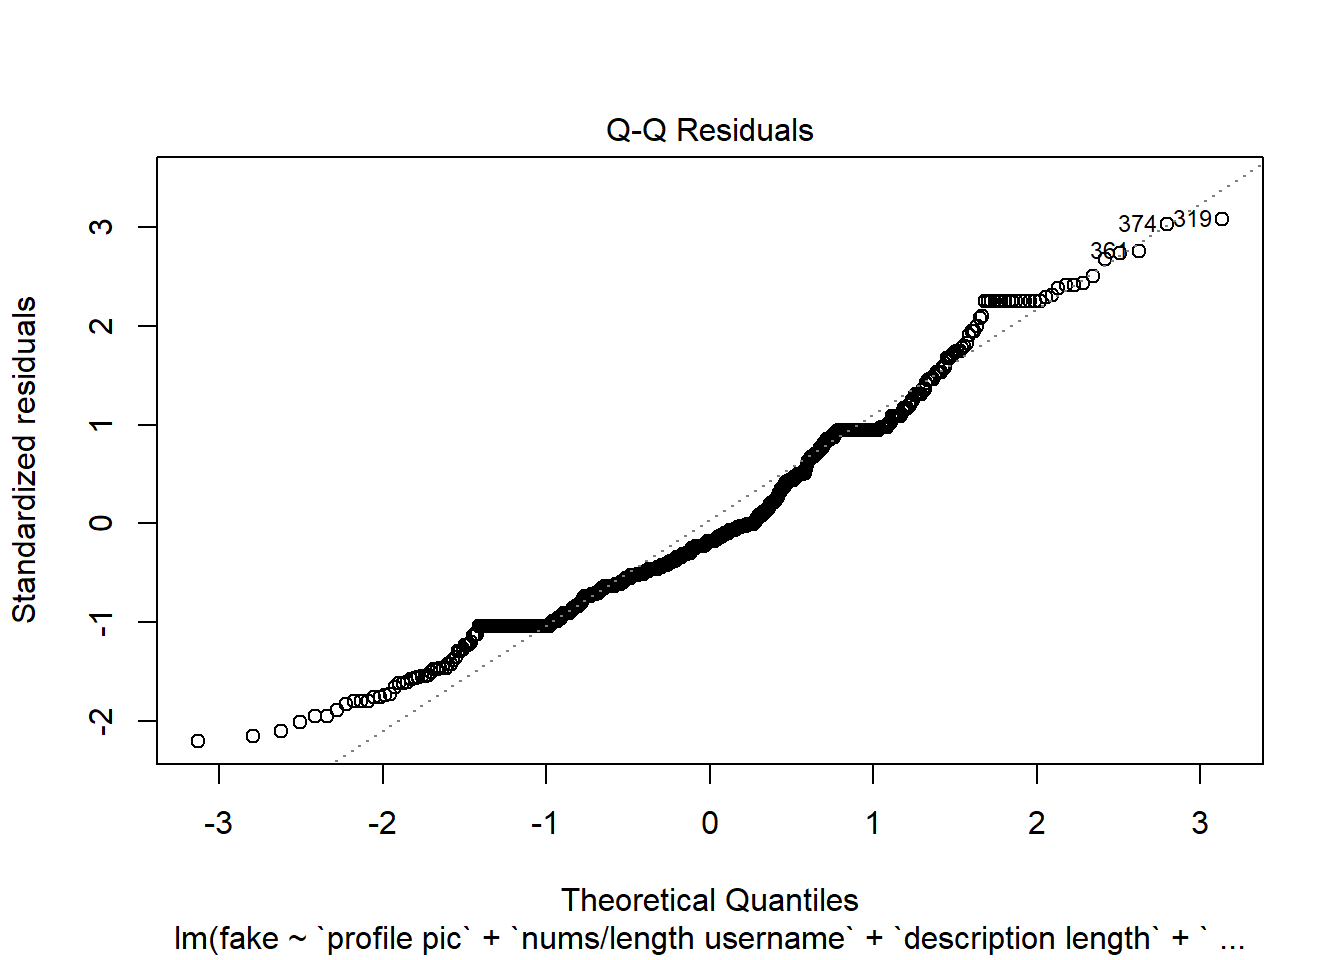 Q-Q Residuals
Standardized residuals
3
2
1
0
-1
-2
374
319
361
-3 -2 -1 0 1 2 3
Theoretical Quantiles
lm(fake ~ `profile pic` + `nums/length username` + `description length` + ` ...